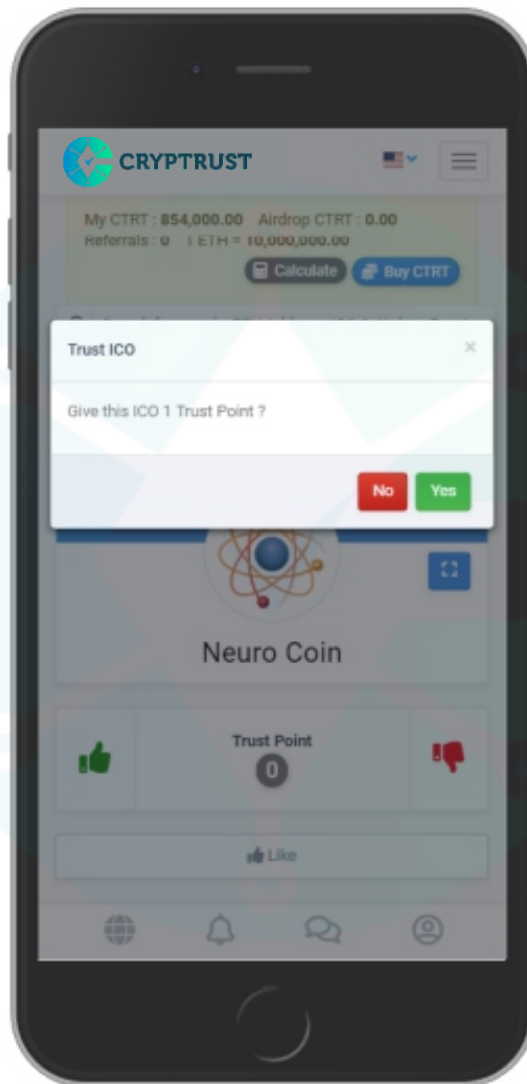 CRYPTRUST
My CTRT : 854,000.00 Airdrop CTRT : 0.00
Referrals : 0 1 ETH = 10,000,000.00
Calculate Buy CTRT
Trust ICO ×
Give this ICO 1 Trust Point ?
No Yes
Neuro Coin
Trust Point
0
Like